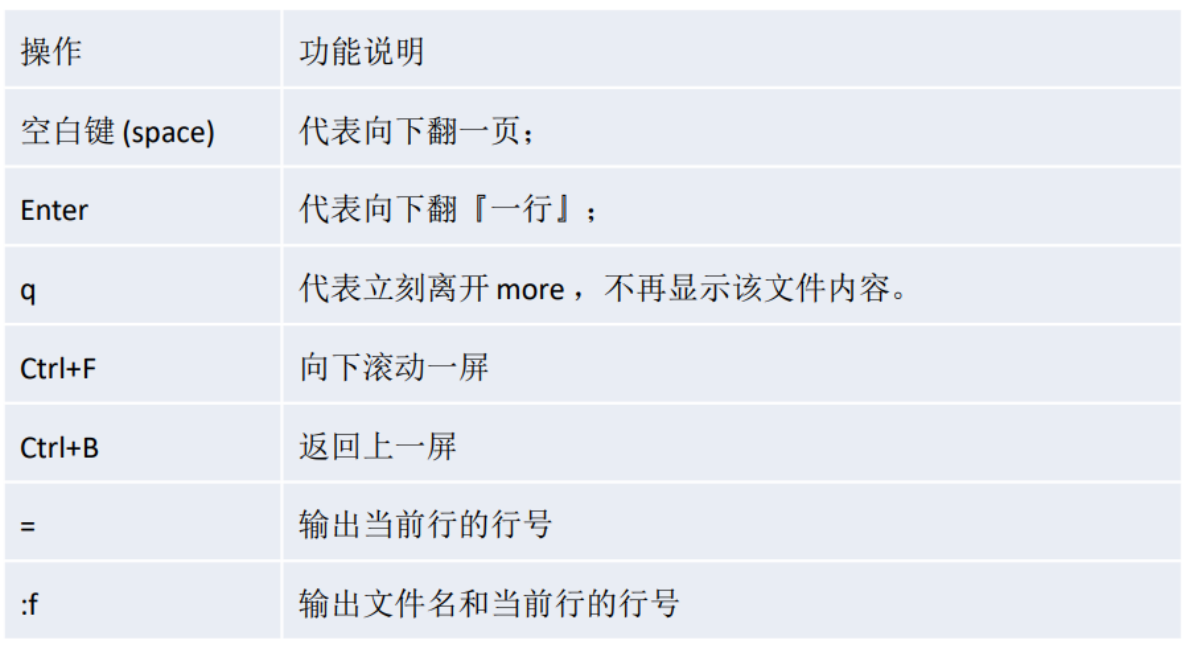 操作 功能说明
空白键 (space) 代表向下翻一页；
Enter 代表向下翻『一行』；
q 代表立刻离开 more ，不再显示该文件内容。
Ctrl+F 向下滚动一屏
Ctrl+B 返回上一屏
= 输出当前行的行号
:f 输出文件名和当前行的行号